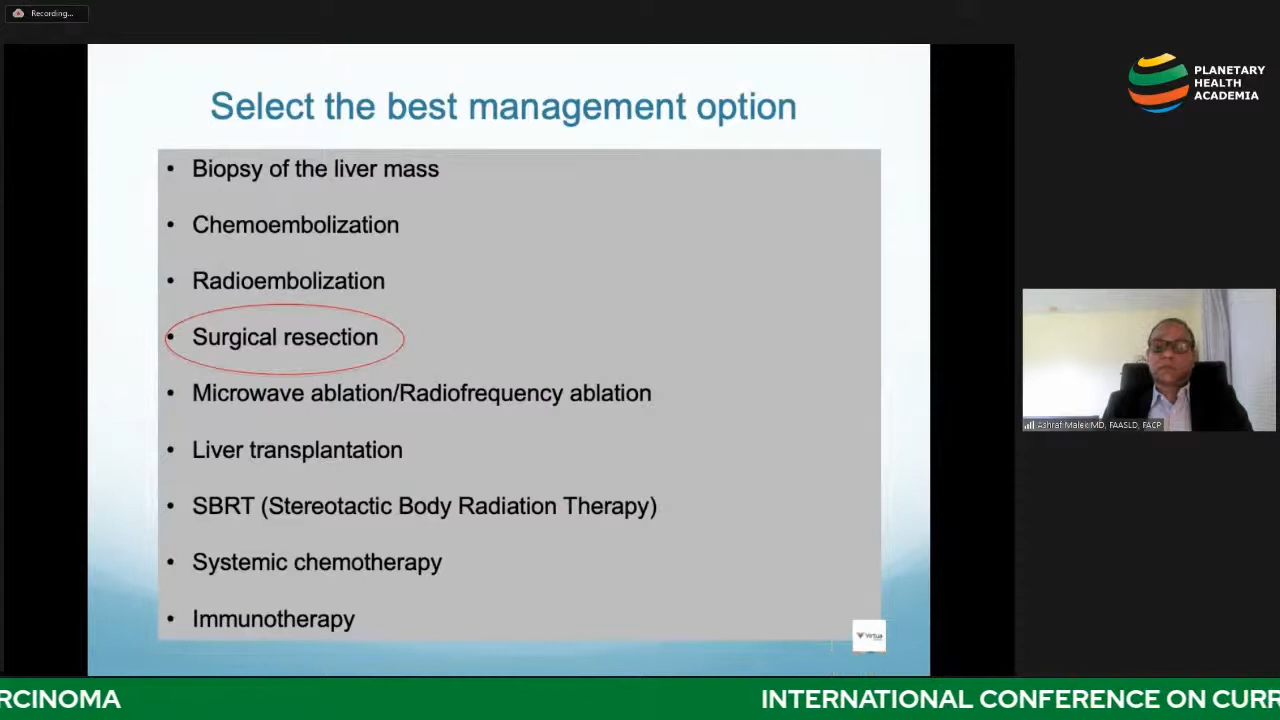 Recording...
PLANETARY
HEALTH
ACADEMIA
Select the best management option
• Biopsy of the liver mass
• Chemoembolization
• Radioembolization
• Surgical resection
• Microwave ablation/Radiofrequency ablation
• Liver transplantation
• SBRT (Stereotactic Body Radiation Therapy)
• Systemic chemotherapy
• Immunotherapy
Virtua
Ashraf Malek MD, FAASLD, FACP
RCINOMA INTERNATIONAL CONFERENCE ON CURR